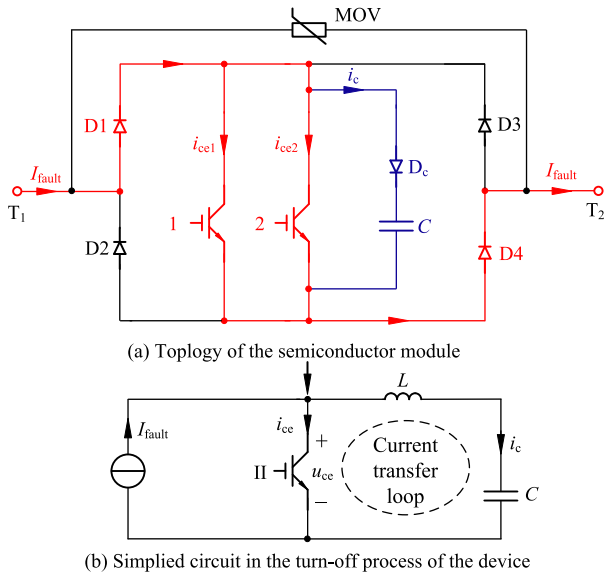 MOV
i_c
D1
D3
i_ce1
i_ce2
D_c
I_fault
I_fault
T_1
T_2
1
2
C
D2
D4
(a) Toplogy of the semiconductor module
L
i_ce
I_fault
+
i_c
II
u_ce
Current
transfer
loop
C
−
(b) Simplied circuit in the turn-off process of the device